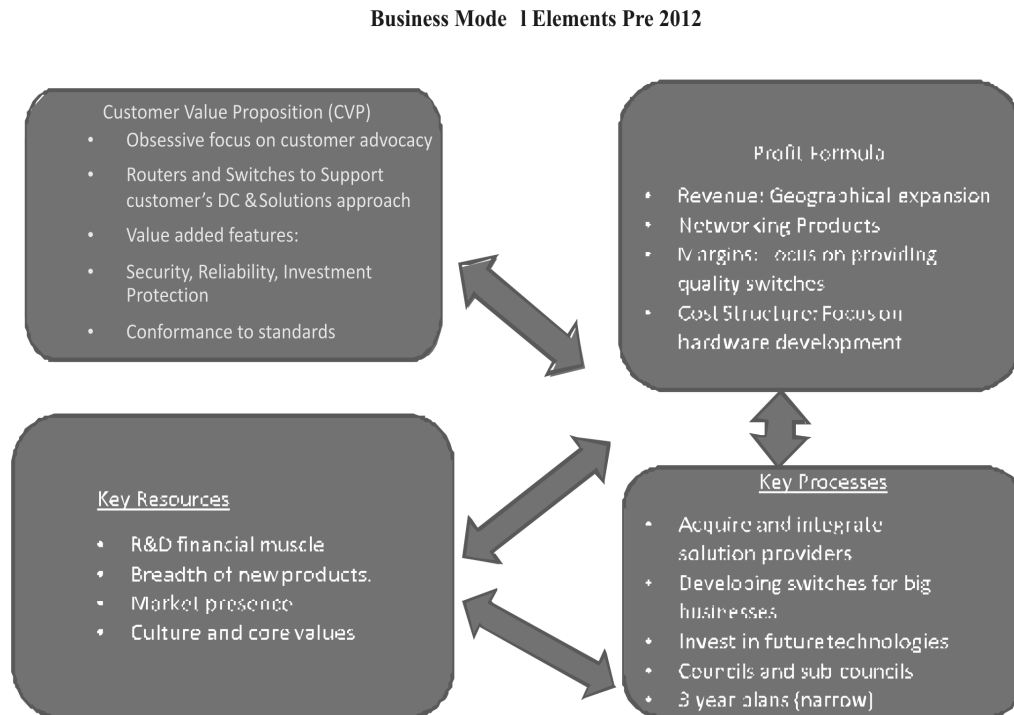 Business Mode l Elements Pre 2012
Customer Value Proposition (CVP)
• Obsessive focus on customer advocacy
• Routers and Switches to Support
customer's DC & Solutions approach
• Value added features:
• Security, Reliability, Investment
Protection
• Conformance to standards
Profit Formula
• Revenue: Geographical expansion
• Networking Products
• Margins: Focus on providing
quality switches
• Cost Structure: Focus on
hardware development
Key Resources
• R&D financial muscle
• Breadth of new products.
• Market presence
• Culture and core values
Key Processes
• Acquire and integrate
solution providers
• Developing switches for big
businesses
• Invest in future technologies
• Councils and sub councils
• 3 year plans (narrow)